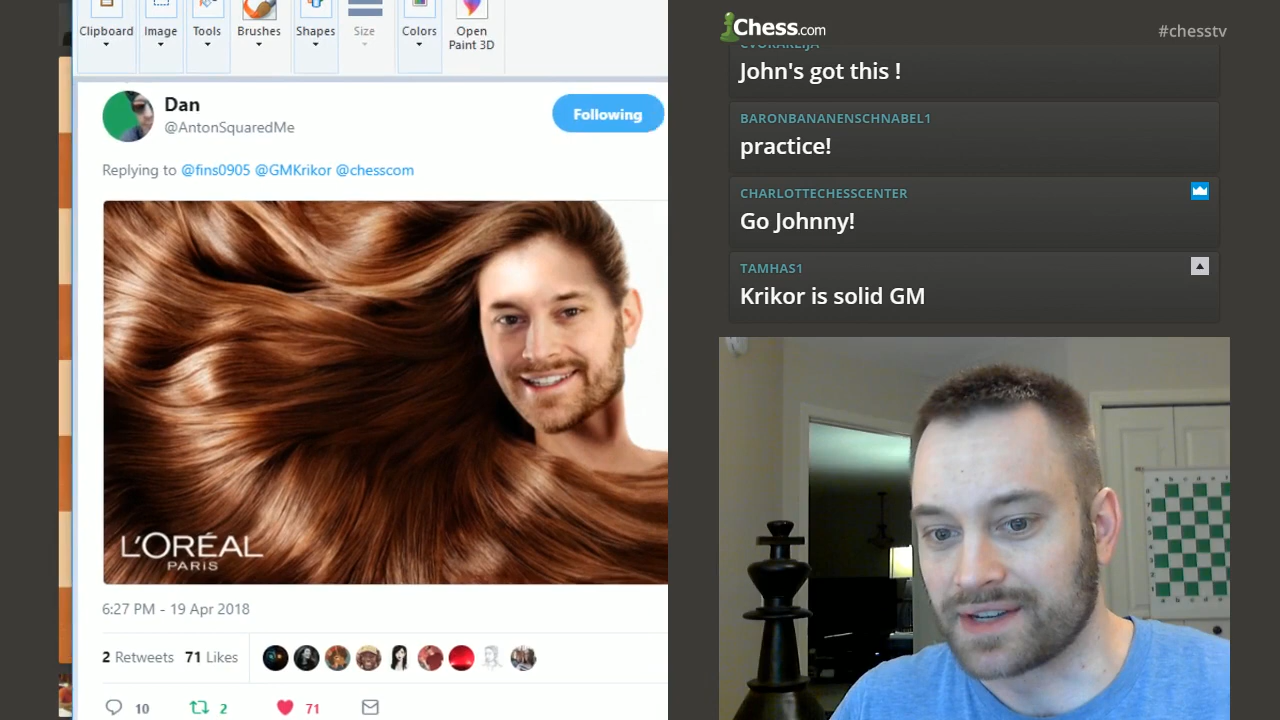 Clipboard
Image
Tools
Brushes
Shapes
Size
Colors
Open
Paint 3D
Dan
@AntonSquaredMe
Following
Replying to @fins0905 @GMKrikor @chesscom
L'ORÉAL
PARIS
6:27 PM - 19 Apr 2018
2 Retweets 71 Likes
10 2 71
Chess.com
#chesstv
John's got this !
BARONBANANENSCHNABEL1
practice!
CHARLOTTECHESSCENTER
Go Johnny!
TAMHAS1
Krikor is solid GM